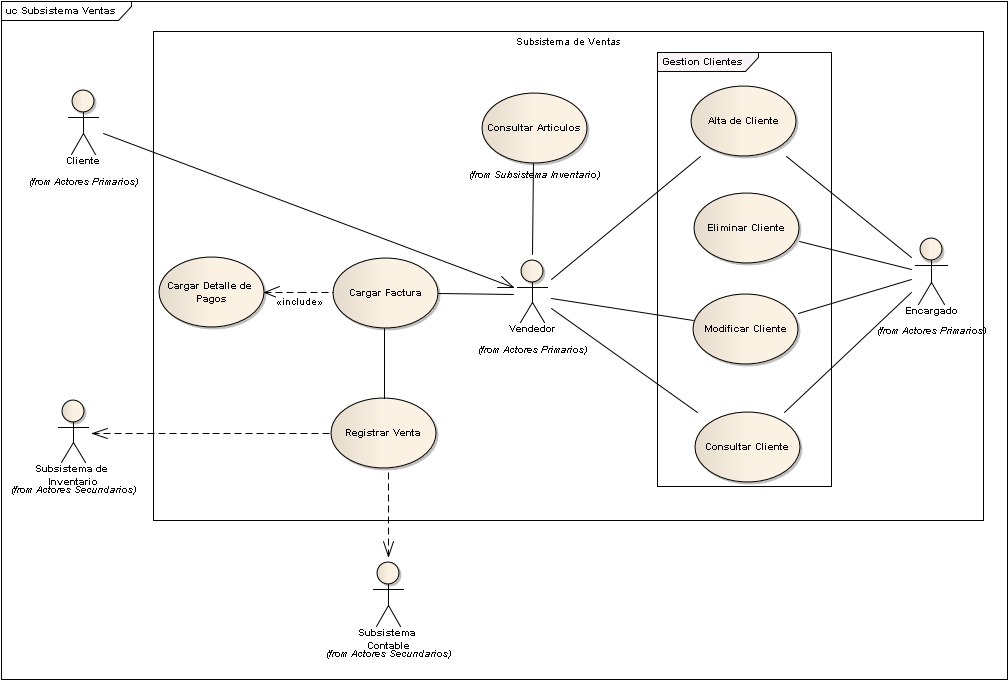 uc Subsistema Ventas
Subsistema de Ventas
Gestion Clientes
Cliente
(from Actores Primarios)
Consultar Articulos
(from Subsistema Inventario)
Alta de Cliente
Eliminar Cliente
Cargar Detalle de
Pagos
«include»
Cargar Factura
Vendedor
(from Actores Primarios)
Modificar Cliente
Encargado
(from Actores Primarios)
Registrar Venta
Consultar Cliente
Subsistema de
Inventario
(from Actores Secundarios)
Subsistema
Contable
(from Actores Secundarios)